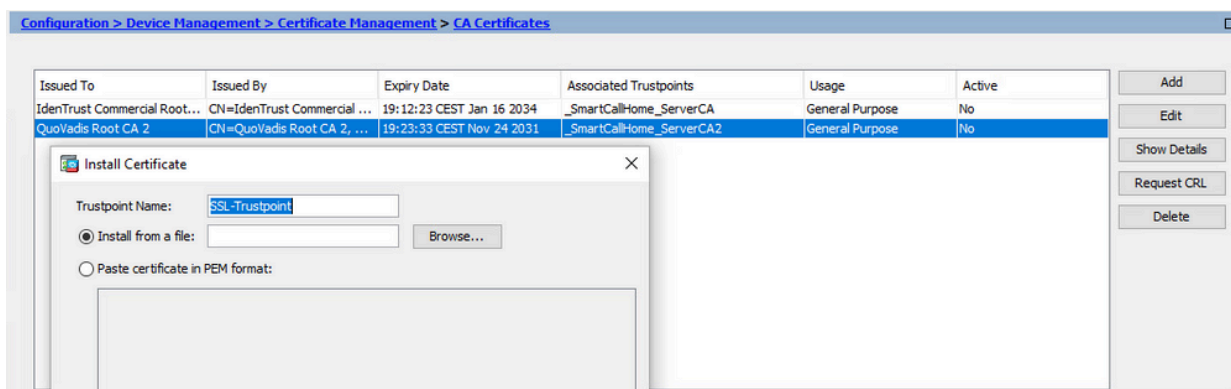 Configuration > Device Management > Certificate Management > CA Certificates
Issued To Issued By Expiry Date Associated Trustpoints Usage Active
IdenTrust Commercial Root... CN=IdenTrust Commercial ... 19:12:23 CEST Jan 16 2034 _SmartCallHome_ServerCA General Purpose No
QuoVadis Root CA 2 CN=QuoVadis Root CA 2, ... 19:23:33 CEST Nov 24 2031 _SmartCallHome_ServerCA2 General Purpose No
Add
Edit
Show Details
Request CRL
Delete
Install Certificate
Trustpoint Name: SSL-Trustpoint
Install from a file: Browse...
Paste certificate in PEM format: